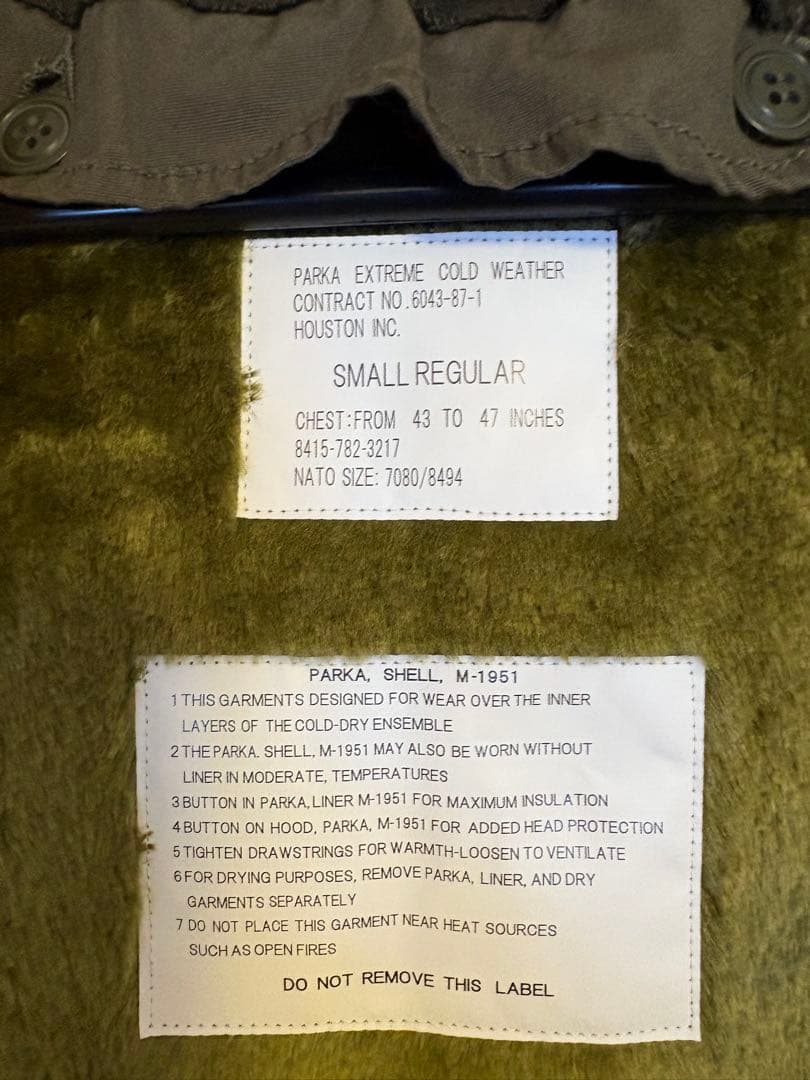 PARKA EXTREME COLD WEATHER
CONTRACT NO.6043-87-1
HOUSTON INC.
SMALL REGULAR
CHEST:FROM 43 TO 47 INCHES
8415-782-3217
NATO SIZE: 7080/8494
PARKA, SHELL, M-1951
1 THIS GARMENTS DESIGNED FOR WEAR OVER THE INNER
LAYERS OF THE COLD-DRY ENSEMBLE
2 THE PARKA. SHELL, M-1951 MAY ALSO BE WORN WITHOUT
LINER IN MODERATE, TEMPERATURES
3 BUTTON IN PARKA, LINER M-1951 FOR MAXIMUM INSULATION
4 BUTTON ON HOOD, PARKA, M-1951 FOR ADDED HEAD PROTECTION
5 TIGHTEN DRAWSTRINGS FOR WARMTH-LOOSEN TO VENTILATE
6 FOR DRYING PURPOSES, REMOVE PARKA, LINER, AND DRY
GARMENTS SEPARATELY
7 DO NOT PLACE THIS GARMENT NEAR HEAT SOURCES
SUCH AS OPEN FIRES
DO NOT REMOVE THIS LABEL